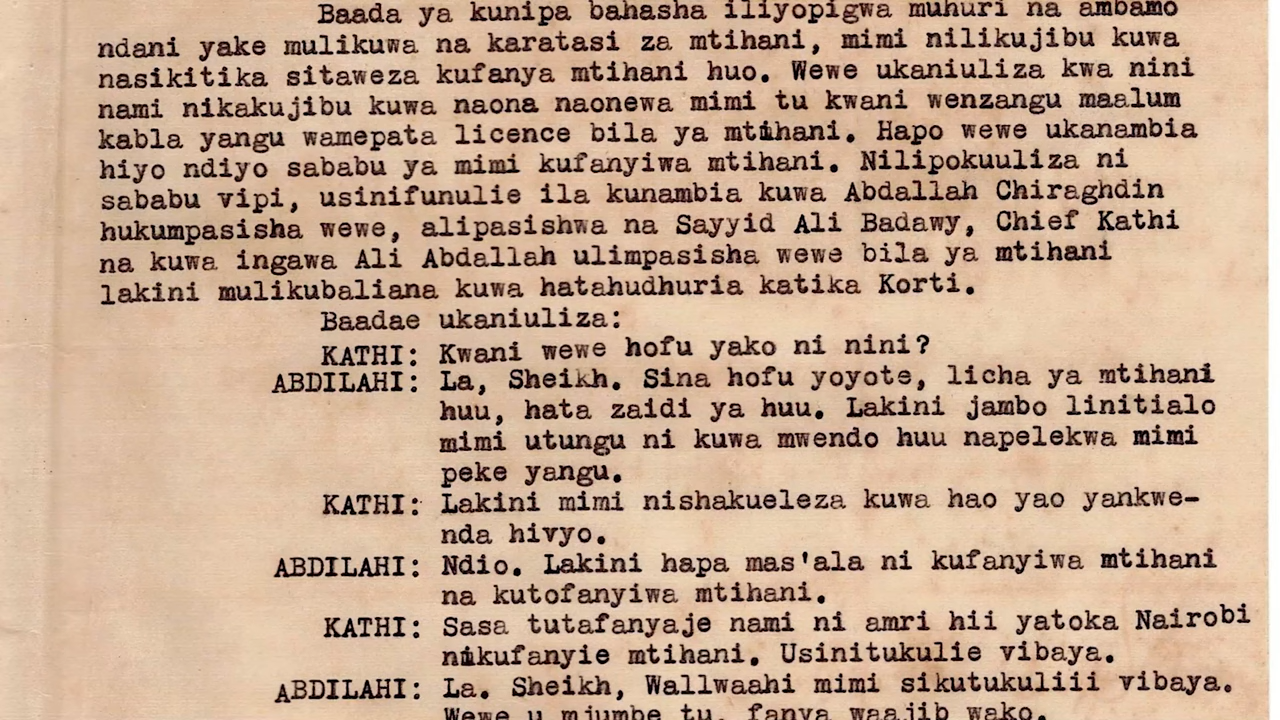 Baada ya kunipa bahasha iliyopigwa muhuri na ambamo
ndani yake mulikuwa na karatasi za mtihani, mimi nilikujibu kuwa
nasikitika sitaweza kufanya mtihani huo. Wewe ukaniuliza kwa nini
nami nikakujibu kuwa naona naonewa mimi tu kwani wenzangu maalum
kabla yangu wamepata licence bila ya mtihani. Hapo wewe ukanambia
hiyo ndiyo sababu ya mimi kufanyiwa mtihani. Nilipokuuliza ni
sababu vipi, usinifunulie ila kunambia kuwa Abdallah Chiraghdin
hukumpasisha wewe, alipasishwa na Sayyid Ali Badawy, Chief Kathi
na kuwa ingawa Ali Abdallah ulimpasisha wewe bila ya mtihani
lakini mulikubaliana kuwa hatahudhuria katika Korti.
Baadae ukaniuliza:
KATHI: Kwani wewe hofu yako ni nini?
ABDILAHI: La, Sheikh. Sina hofu yoyote, licha ya mtihani
huu, hata zaidi ya huu. Lakini jambo linitialo
mimi utungu ni kuwa mwendo huu napelekwa mimi
peke yangu.
KATHI: Lakini mimi nishakueleza kuwa hao yao yankwe-
nda hivyo.
ABDILAHI: Ndio. Lakini hapa mas'ala ni kufanyiwa mtihani
na kutofanyiwa mtihani.
KATHI: Sasa tutafanyaje nami ni amri hii yatoka Nairobi
nikufanyie mtihani. Usinitukulie vibaya.
ABDILAHI: La. Sheikh, Wallwaahi mimi sikutukuliii vibaya.
Wewe u mjumbe tu, fanya waajib wako.